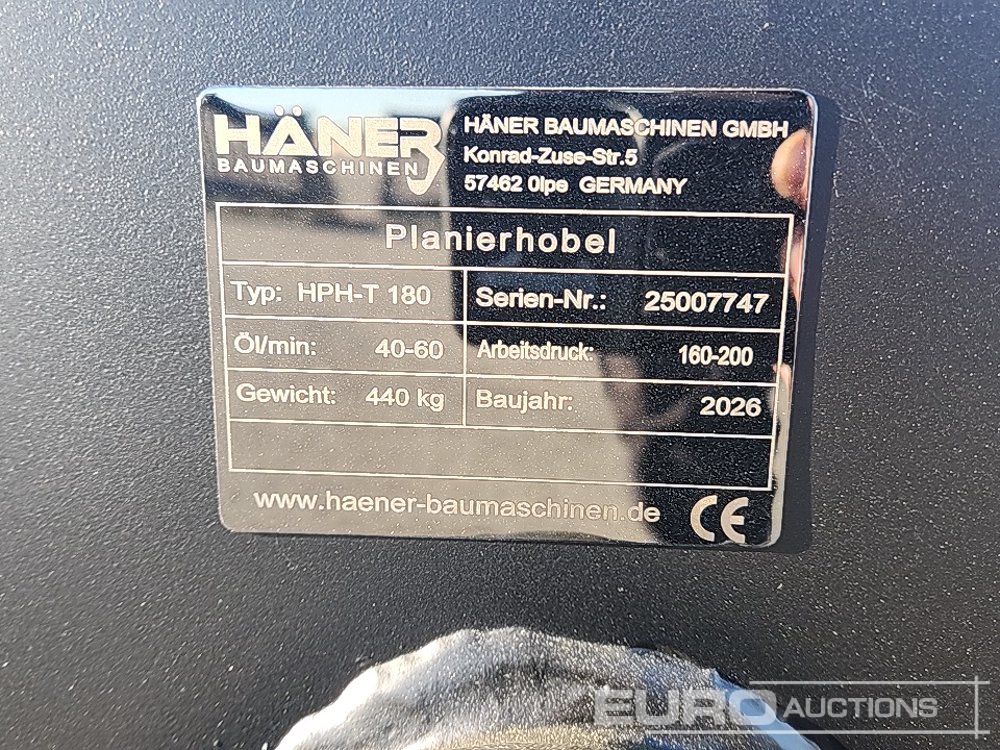 HÄNER
BAUMASCHINEN
HÄNER BAUMASCHINEN GMBH
Konrad-Zuse-Str.5
57462 Olpe GERMANY
Planierhobel
Typ: HPH-T 180
Serien-Nr.: 25007747
Öl/min: 40-60
Arbeitsdruck: 160-200
Gewicht: 440 kg
Baujahr: 2026
www.haener-baumaschinen.de CE
EURO AUCTIONS